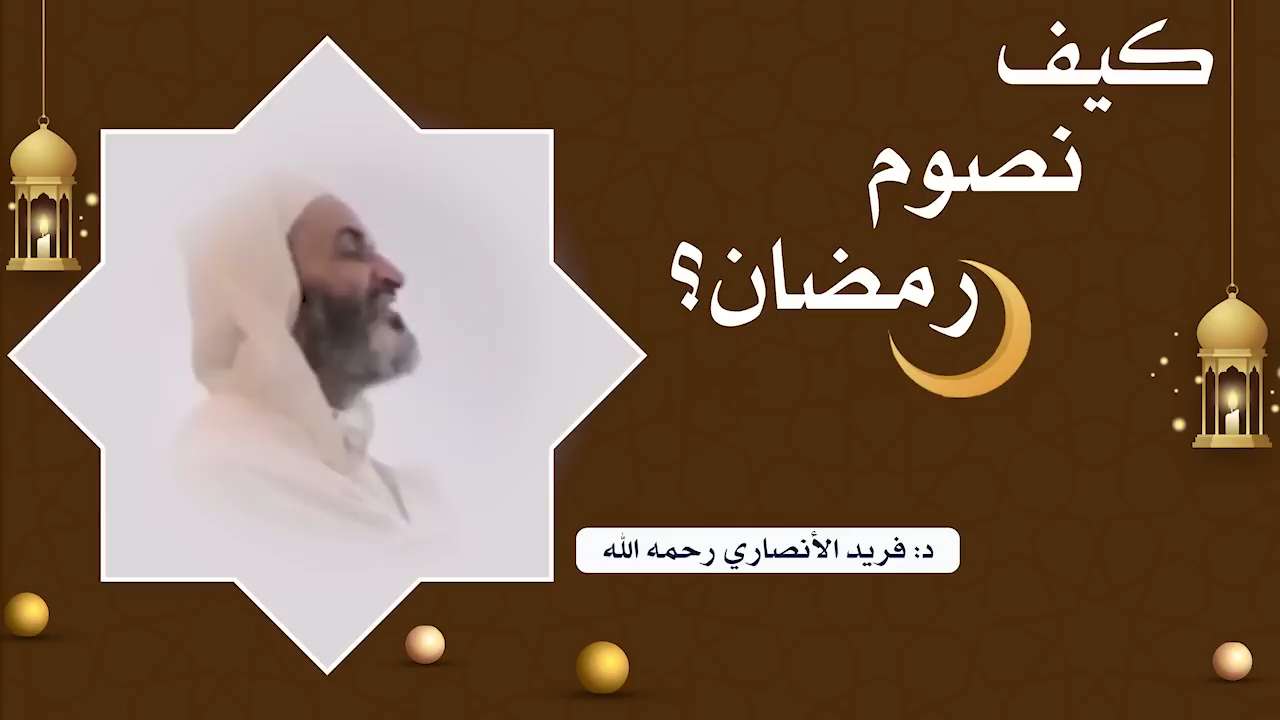 كيف
نصوم
رمضان؟
د: فريد الأنصاري رحمه الله